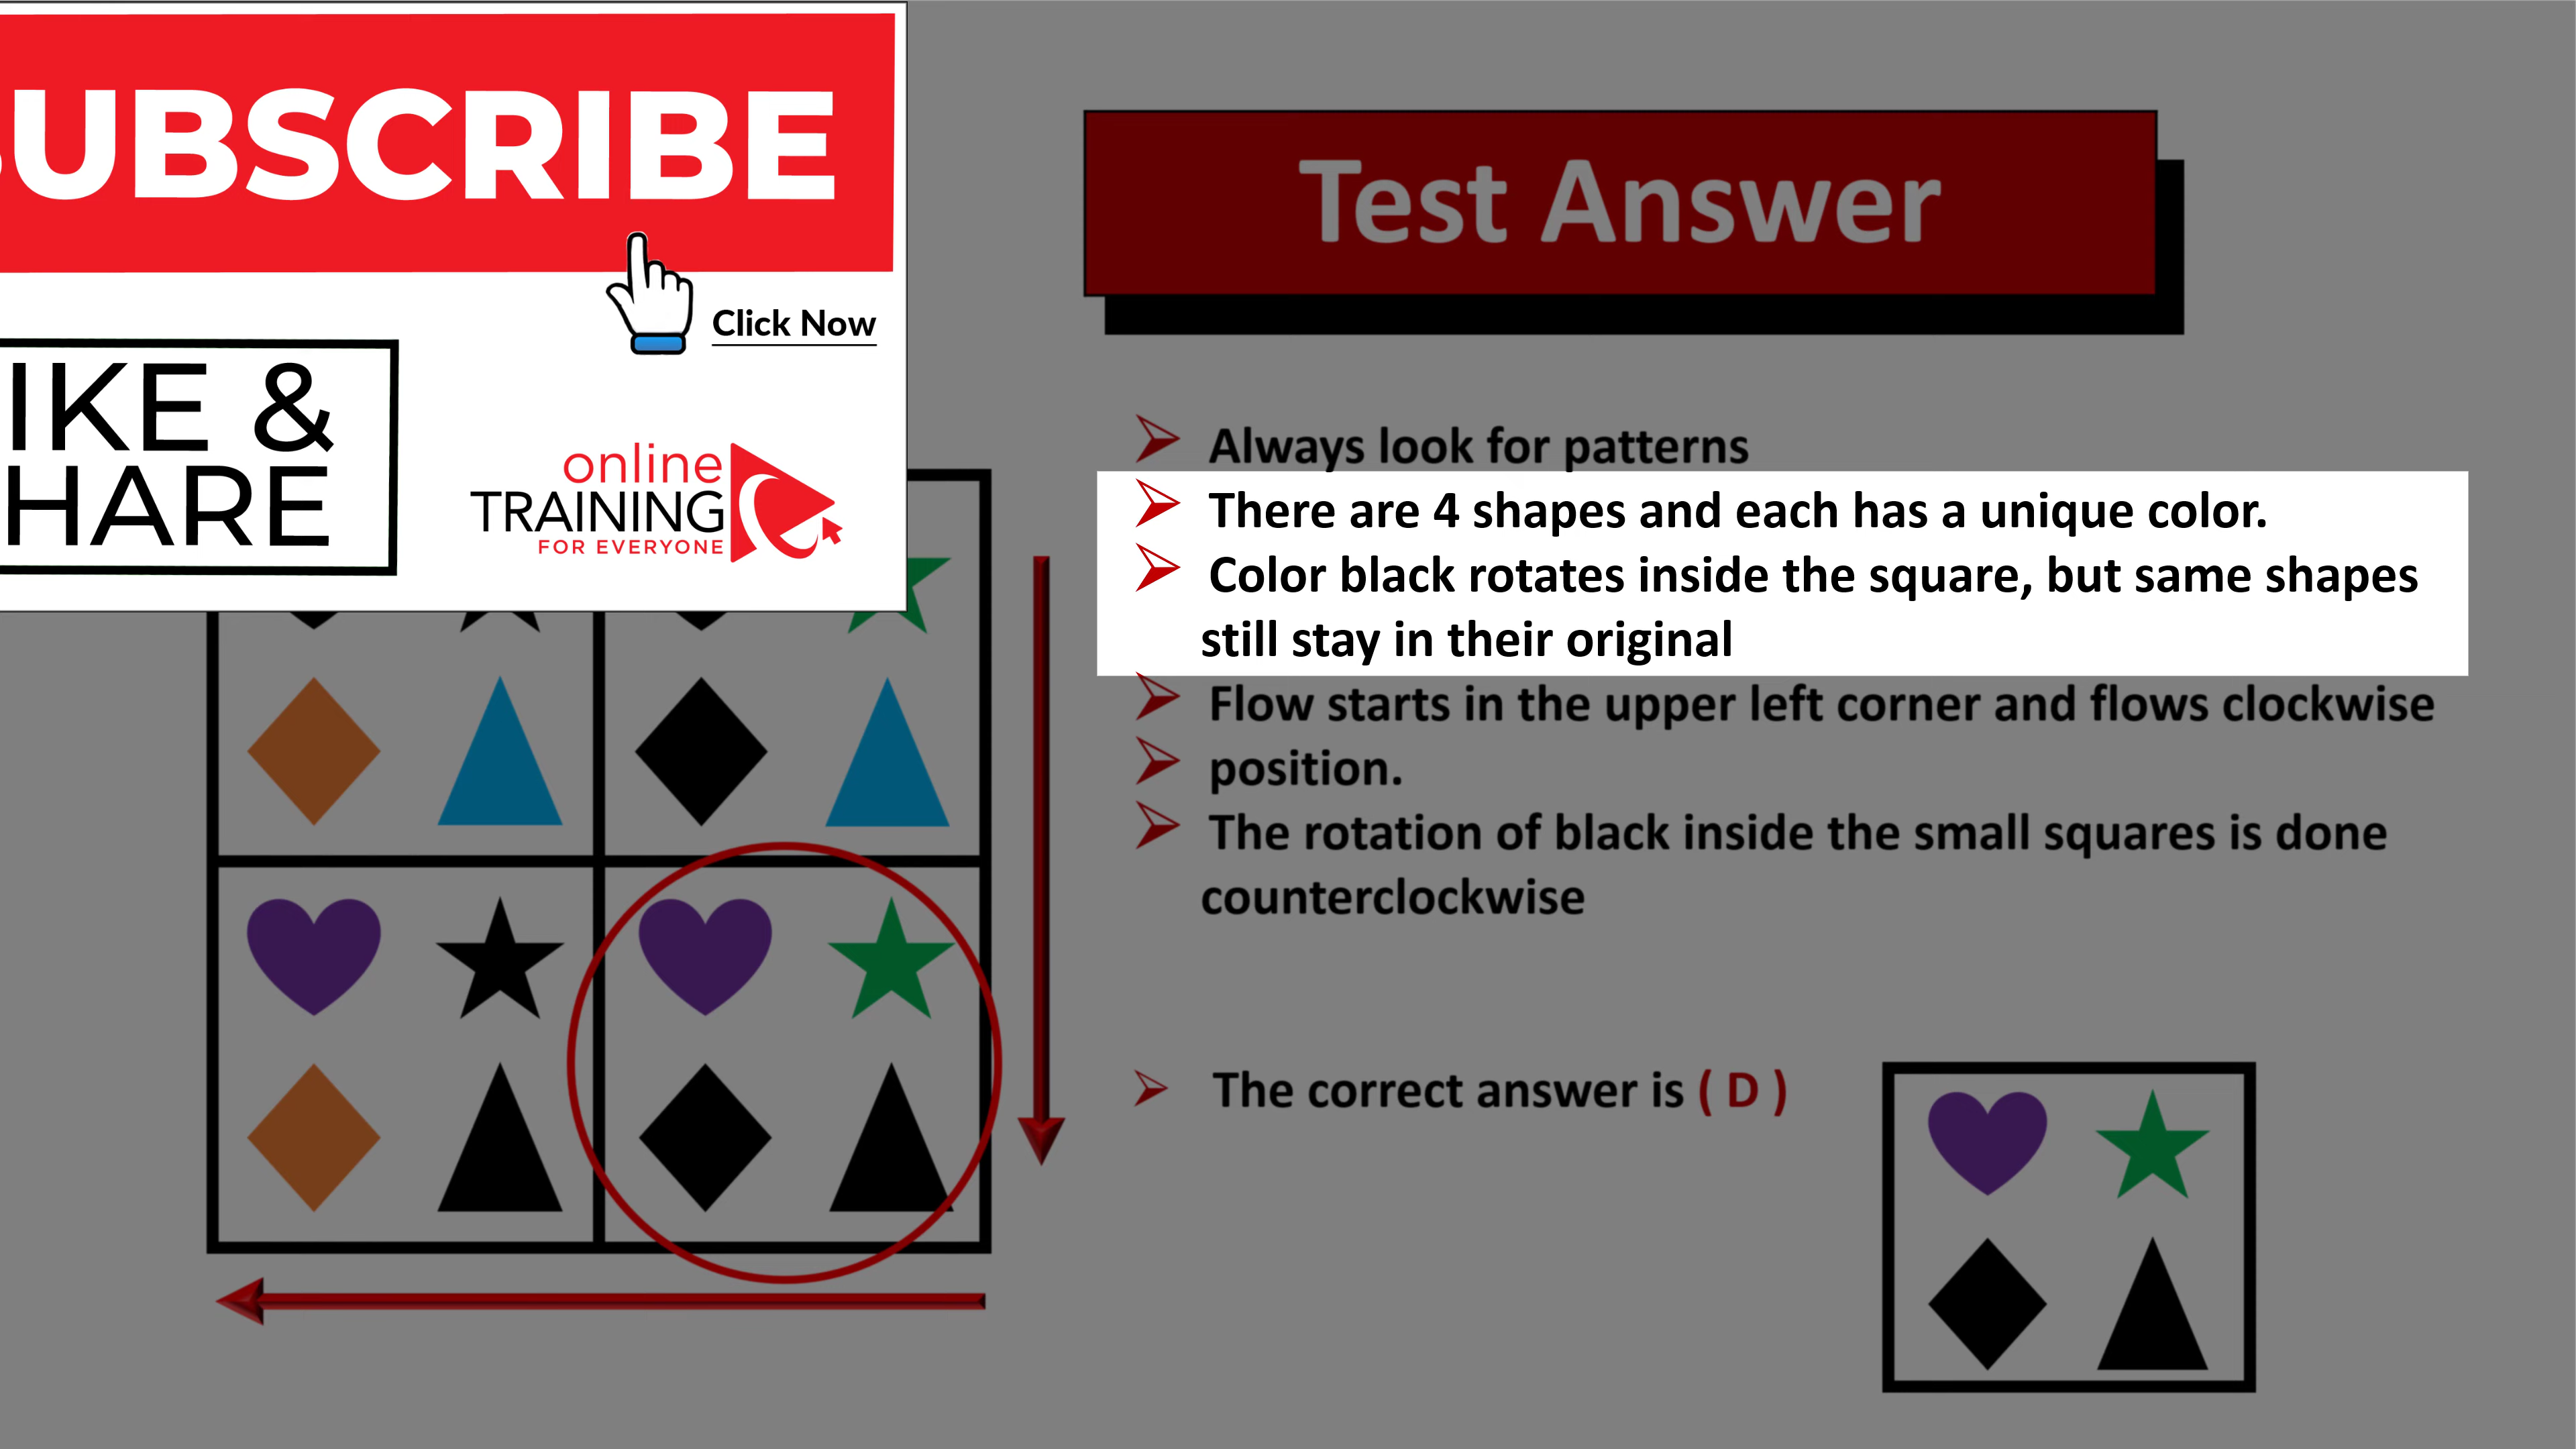 UBSCRIBE
Click Now
IKE &
HARE
online
TRAINING
FOR EVERYONE
Test Answer
Always look for patterns
There are 4 shapes and each has a unique color.
Color black rotates inside the square, but same shapes
still stay in their original
Flow starts in the upper left corner and flows clockwise
position.
The rotation of black inside the small squares is done
counterclockwise
The correct answer is ( D )